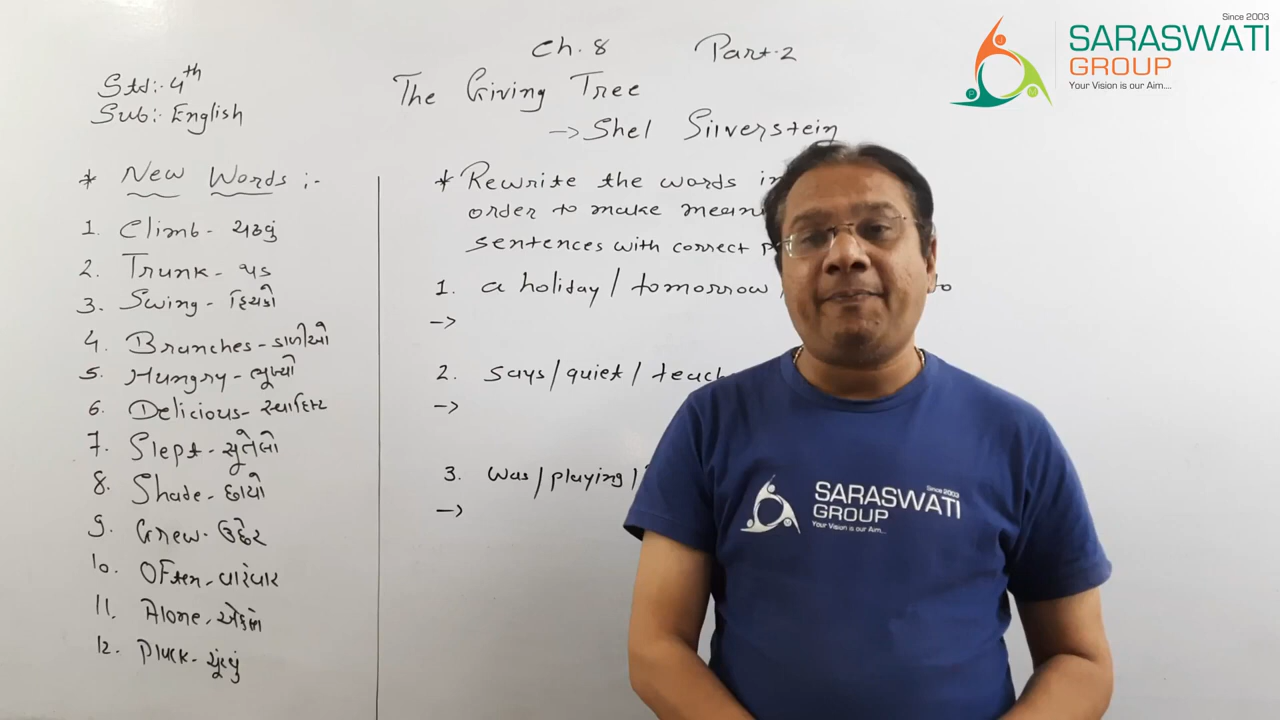 Since 2003
SARASWATI
GROUP
Your Vision is our Aim....
Ch. 8 Part-2
Std:- 4th
Sub:- English
The Giving Tree
→ Shel Silverstein
* New Words :-
1. Climb - ચઢવું
2. Trunk - થડ
3. Swing - હિચકો
4. Branches - ડાળીઓ
5. Hungry - ભૂખ્યો
6. Delicious - સ્વાદિષ્ટ
7. Slept - સૂતેલો
8. Shade - છાયો
9. Grew - ઉછેર
10. Often - વારંવાર
11. Alone -
12. Pluck - ચૂંટવું
* Rewrite the words in
order to make
sentences with correct
1. a holiday / tomorrow /
→
2. says / quiet /
→
3. was / playing /
→
Since 2003
SARASWATI
GROUP
Your Vision is our Aim...